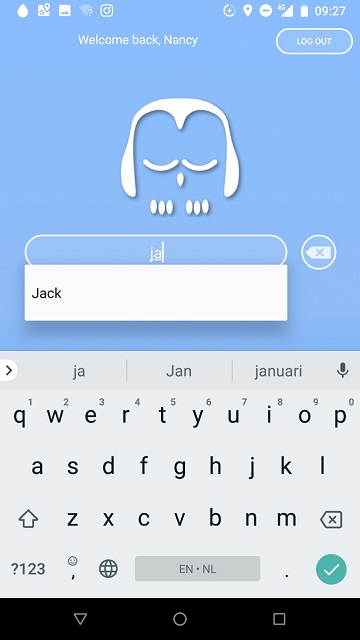 4G 09:27
Welcome back, Nancy
LOG OUT
ja
Jack
ja Jan januari
1 2 3 4 5 6 7 8 9 0
q w e r t y u i o p
a s d f g h j k l
z x c v b n m
?123 , EN • NL .